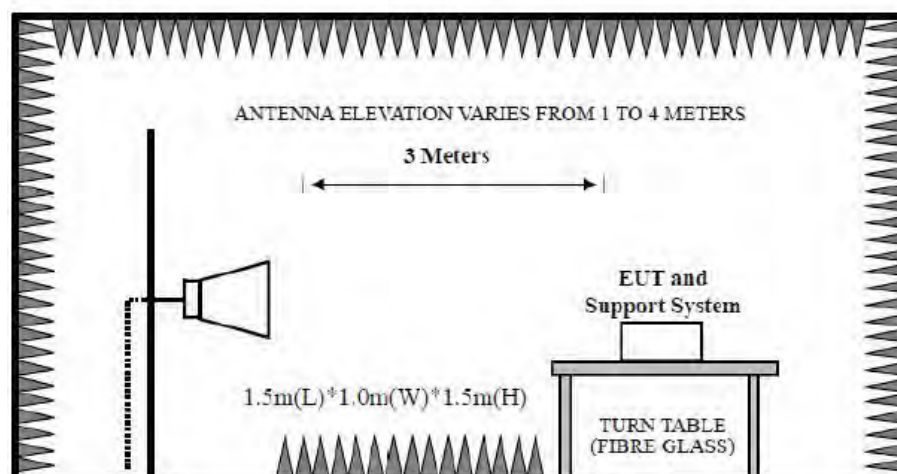 ANTENNA ELEVATION VARIES FROM 1 TO 4 METERS
3 Meters
EUT and
Support System
1.5m(L)*1.0m(W)*1.5m(H)
TURN TABLE
(FIBRE GLASS)